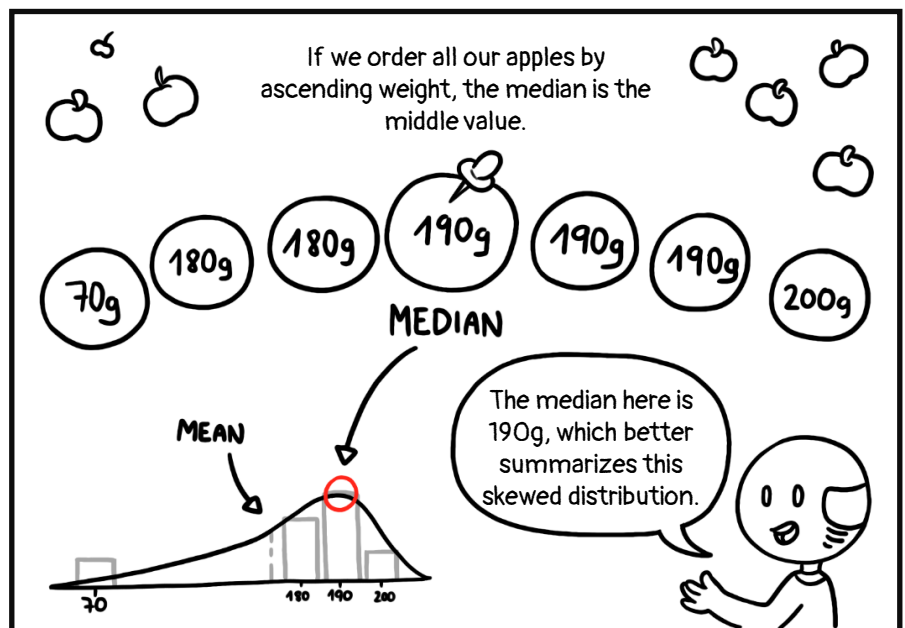 If we order all our apples by
ascending weight, the median is the
middle value.
70g
180g
180g
190g
190g
190g
200g
MEDIAN
MEAN
The median here is
190g, which better
summarizes this
skewed distribution.
70
180
190
200